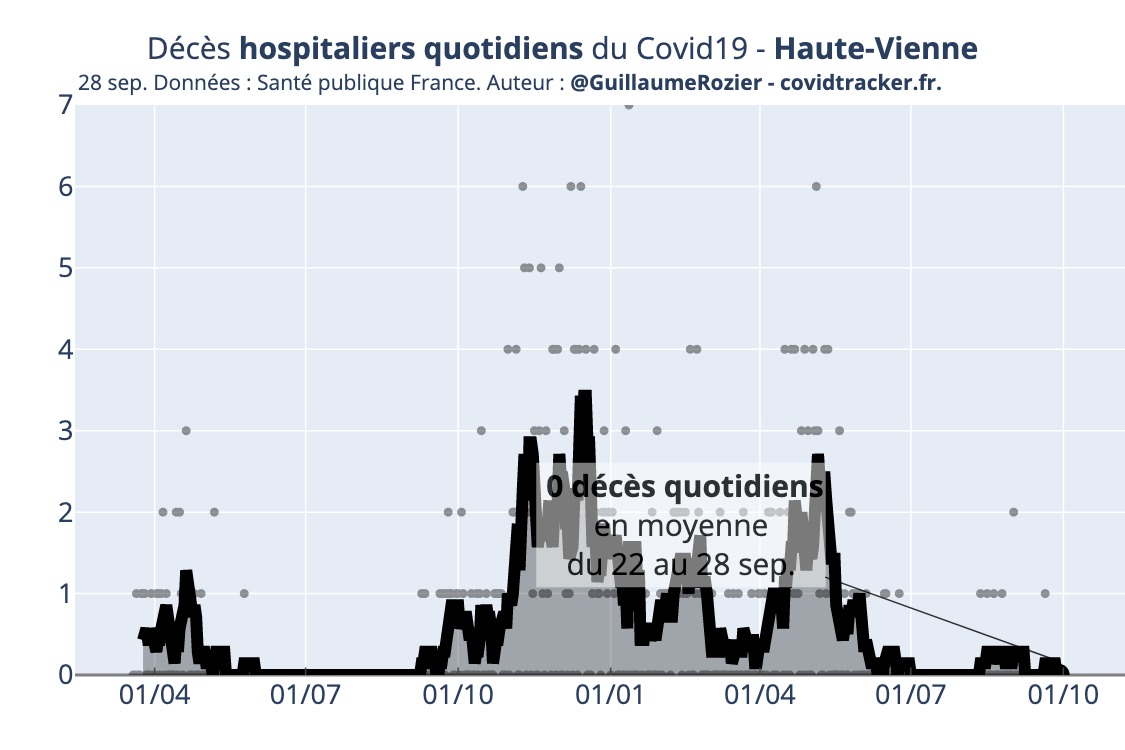 Décès hospitaliers quotidiens du Covid19 - Haute-Vienne
28 sep. Données : Santé publique France. Auteur : @GuillaumeRozier - covidtracker.fr.
7
6
5
4
3
2
1
0
0 décès quotidiens
en moyenne
du 22 au 28 sep.
01/04 01/07 01/10 01/01 01/04 01/07 01/10